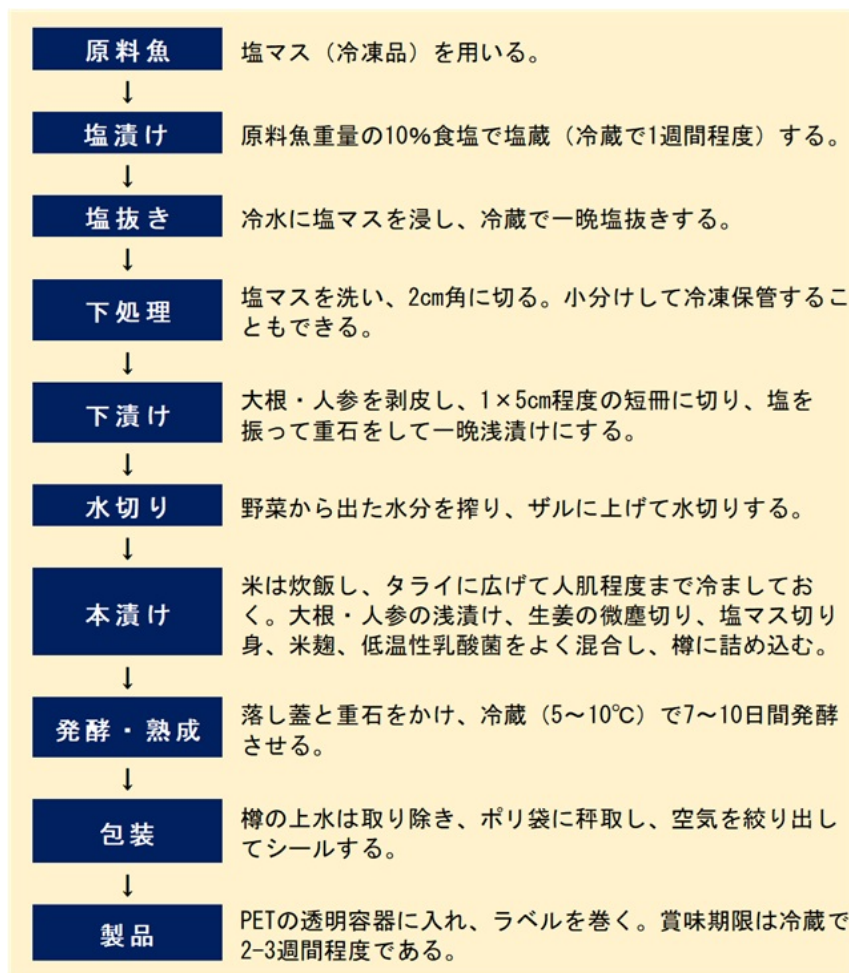 原料魚
塩マス（冷凍品）を用いる。
↓
塩漬け
原料魚重量の10%食塩で塩蔵（冷蔵で1週間程度）する。
↓
塩抜き
冷水に塩マスを浸し、冷蔵で一晩塩抜きする。
↓
下処理
塩マスを洗い、2cm角に切る。小分けして冷凍保管するこ
ともできる。
↓
下漬け
大根・人参を剥皮し、1×5cm程度の短冊に切り、塩を
振って重石をして一晩浅漬けにする。
↓
水切り
野菜から出た水分を搾り、ザルに上げて水切りする。
↓
本漬け
米は炊飯し、タライに広げて人肌程度まで冷ましてお
く。大根・人参の浅漬け、生姜の微塵切り、塩マス切り
身、米麹、低温性乳酸菌をよく混合し、樽に詰め込む。
↓
発酵・熟成
落し蓋と重石をかけ、冷蔵（5～10℃）で7～10日間発酵
させる。
↓
包装
樽の上水は取り除き、ポリ袋に秤取し、空気を絞り出し
てシールする。
↓
製品
PETの透明容器に入れ、ラベルを巻く。賞味期限は冷蔵で
2-3週間程度である。